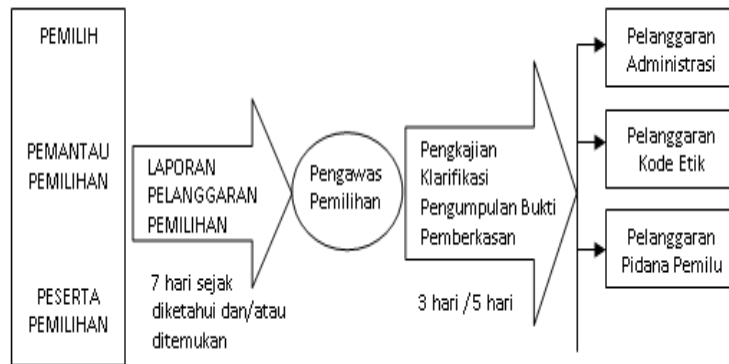 PEMILIH
PEMANTAU
PEMILIHAN
PESERTA
PEMILIHAN
LAPORAN
PELANGGARAN
PEMILIHAN
7 hari sejak
diketahui dan/atau
ditemukan
Pengawas
Pemilihan
Pengkajian
Klarifikasi
Pengumpulan Bukti
Pemberkasan
3 hari /5 hari
Pelanggaran
Administrasi
Pelanggaran
Kode Etik
Pelanggaran
Pidana Pemilu